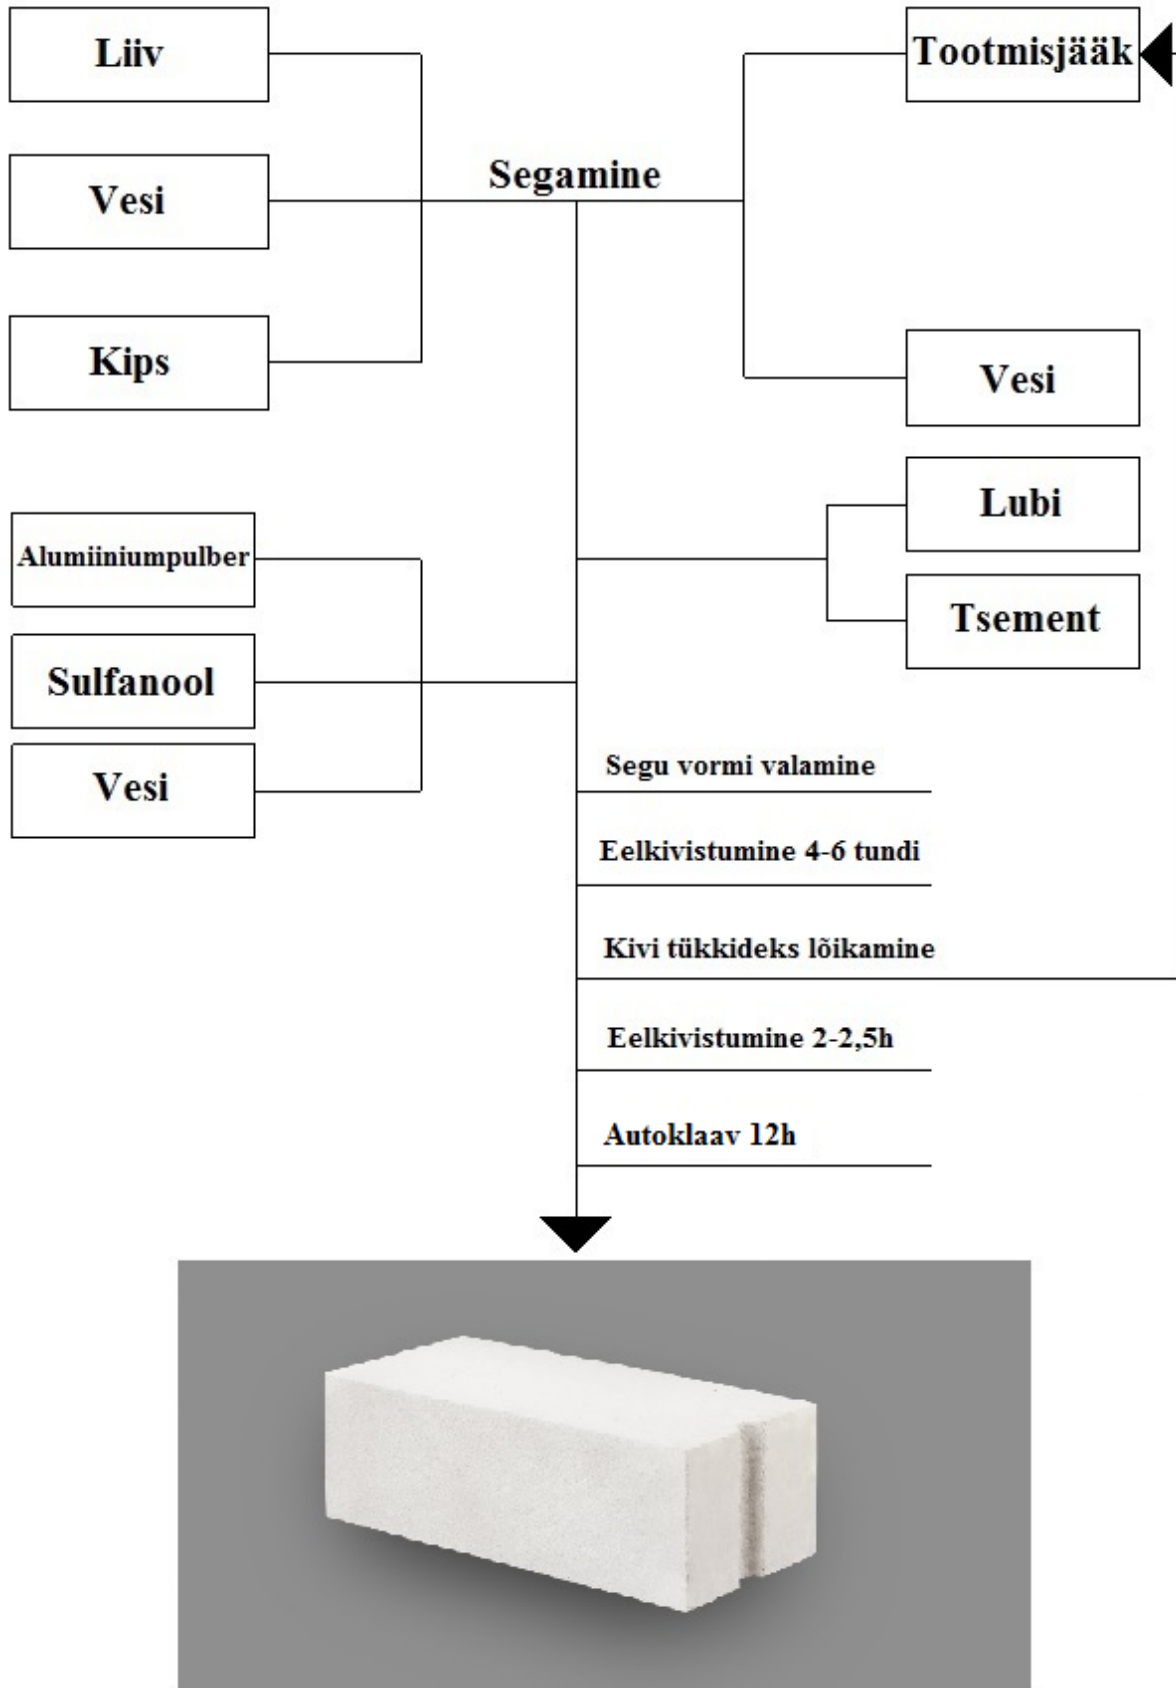 Liiv
Tootmisjääk
Segamine
Vesi
Kips
Vesi
Lubi
Alumiiniumpulber
Tsement
Sulfanool
Vesi
Segu vormi valamine
Eelkivistumine 4-6 tundi
Kivi tükkideks lõikamine
Eelkivistumine 2-2,5h
Autoklaav 12h